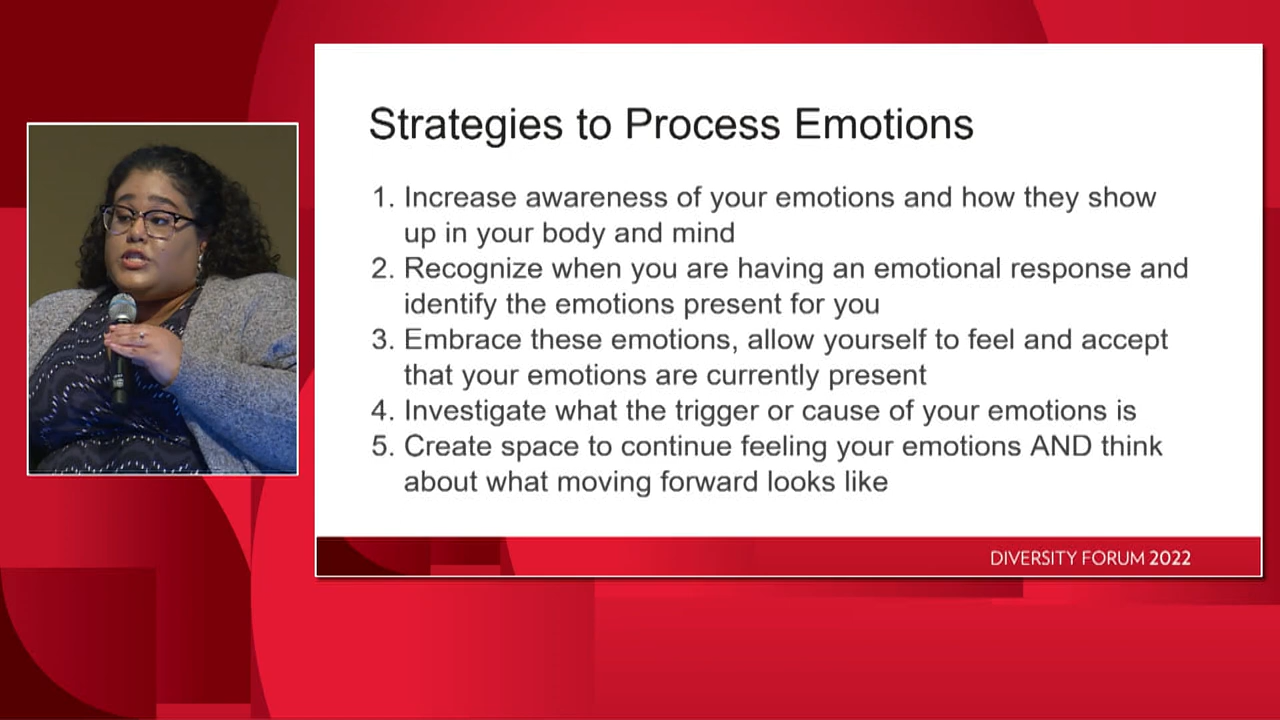 Strategies to Process Emotions
1. Increase awareness of your emotions and how they show
up in your body and mind
2. Recognize when you are having an emotional response and
identify the emotions present for you
3. Embrace these emotions, allow yourself to feel and accept
that your emotions are currently present
4. Investigate what the trigger or cause of your emotions is
5. Create space to continue feeling your emotions AND think
about what moving forward looks like
DIVERSITY FORUM 2022